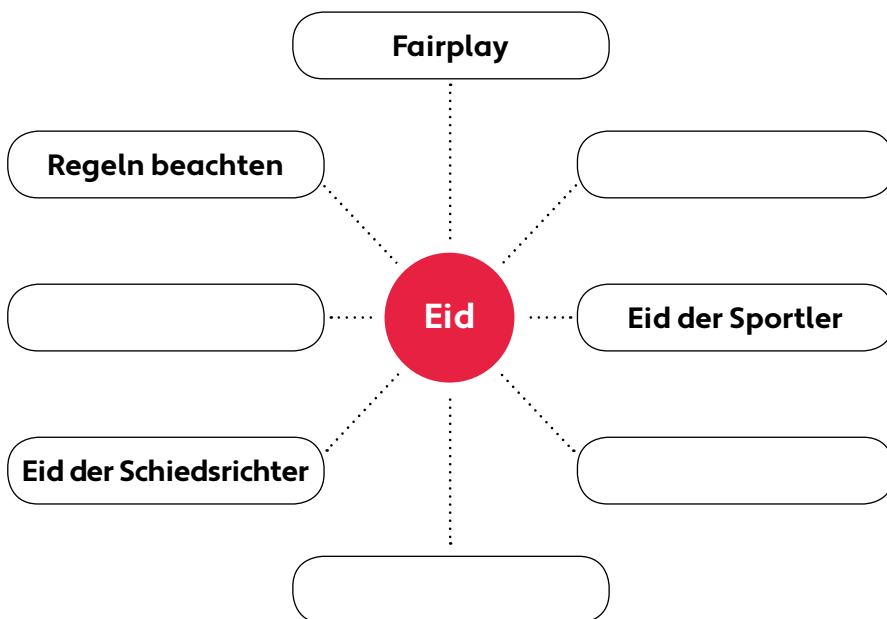 Fairplay
Regeln beachten
Eid
Eid der Sportler
Eid der Schiedsrichter